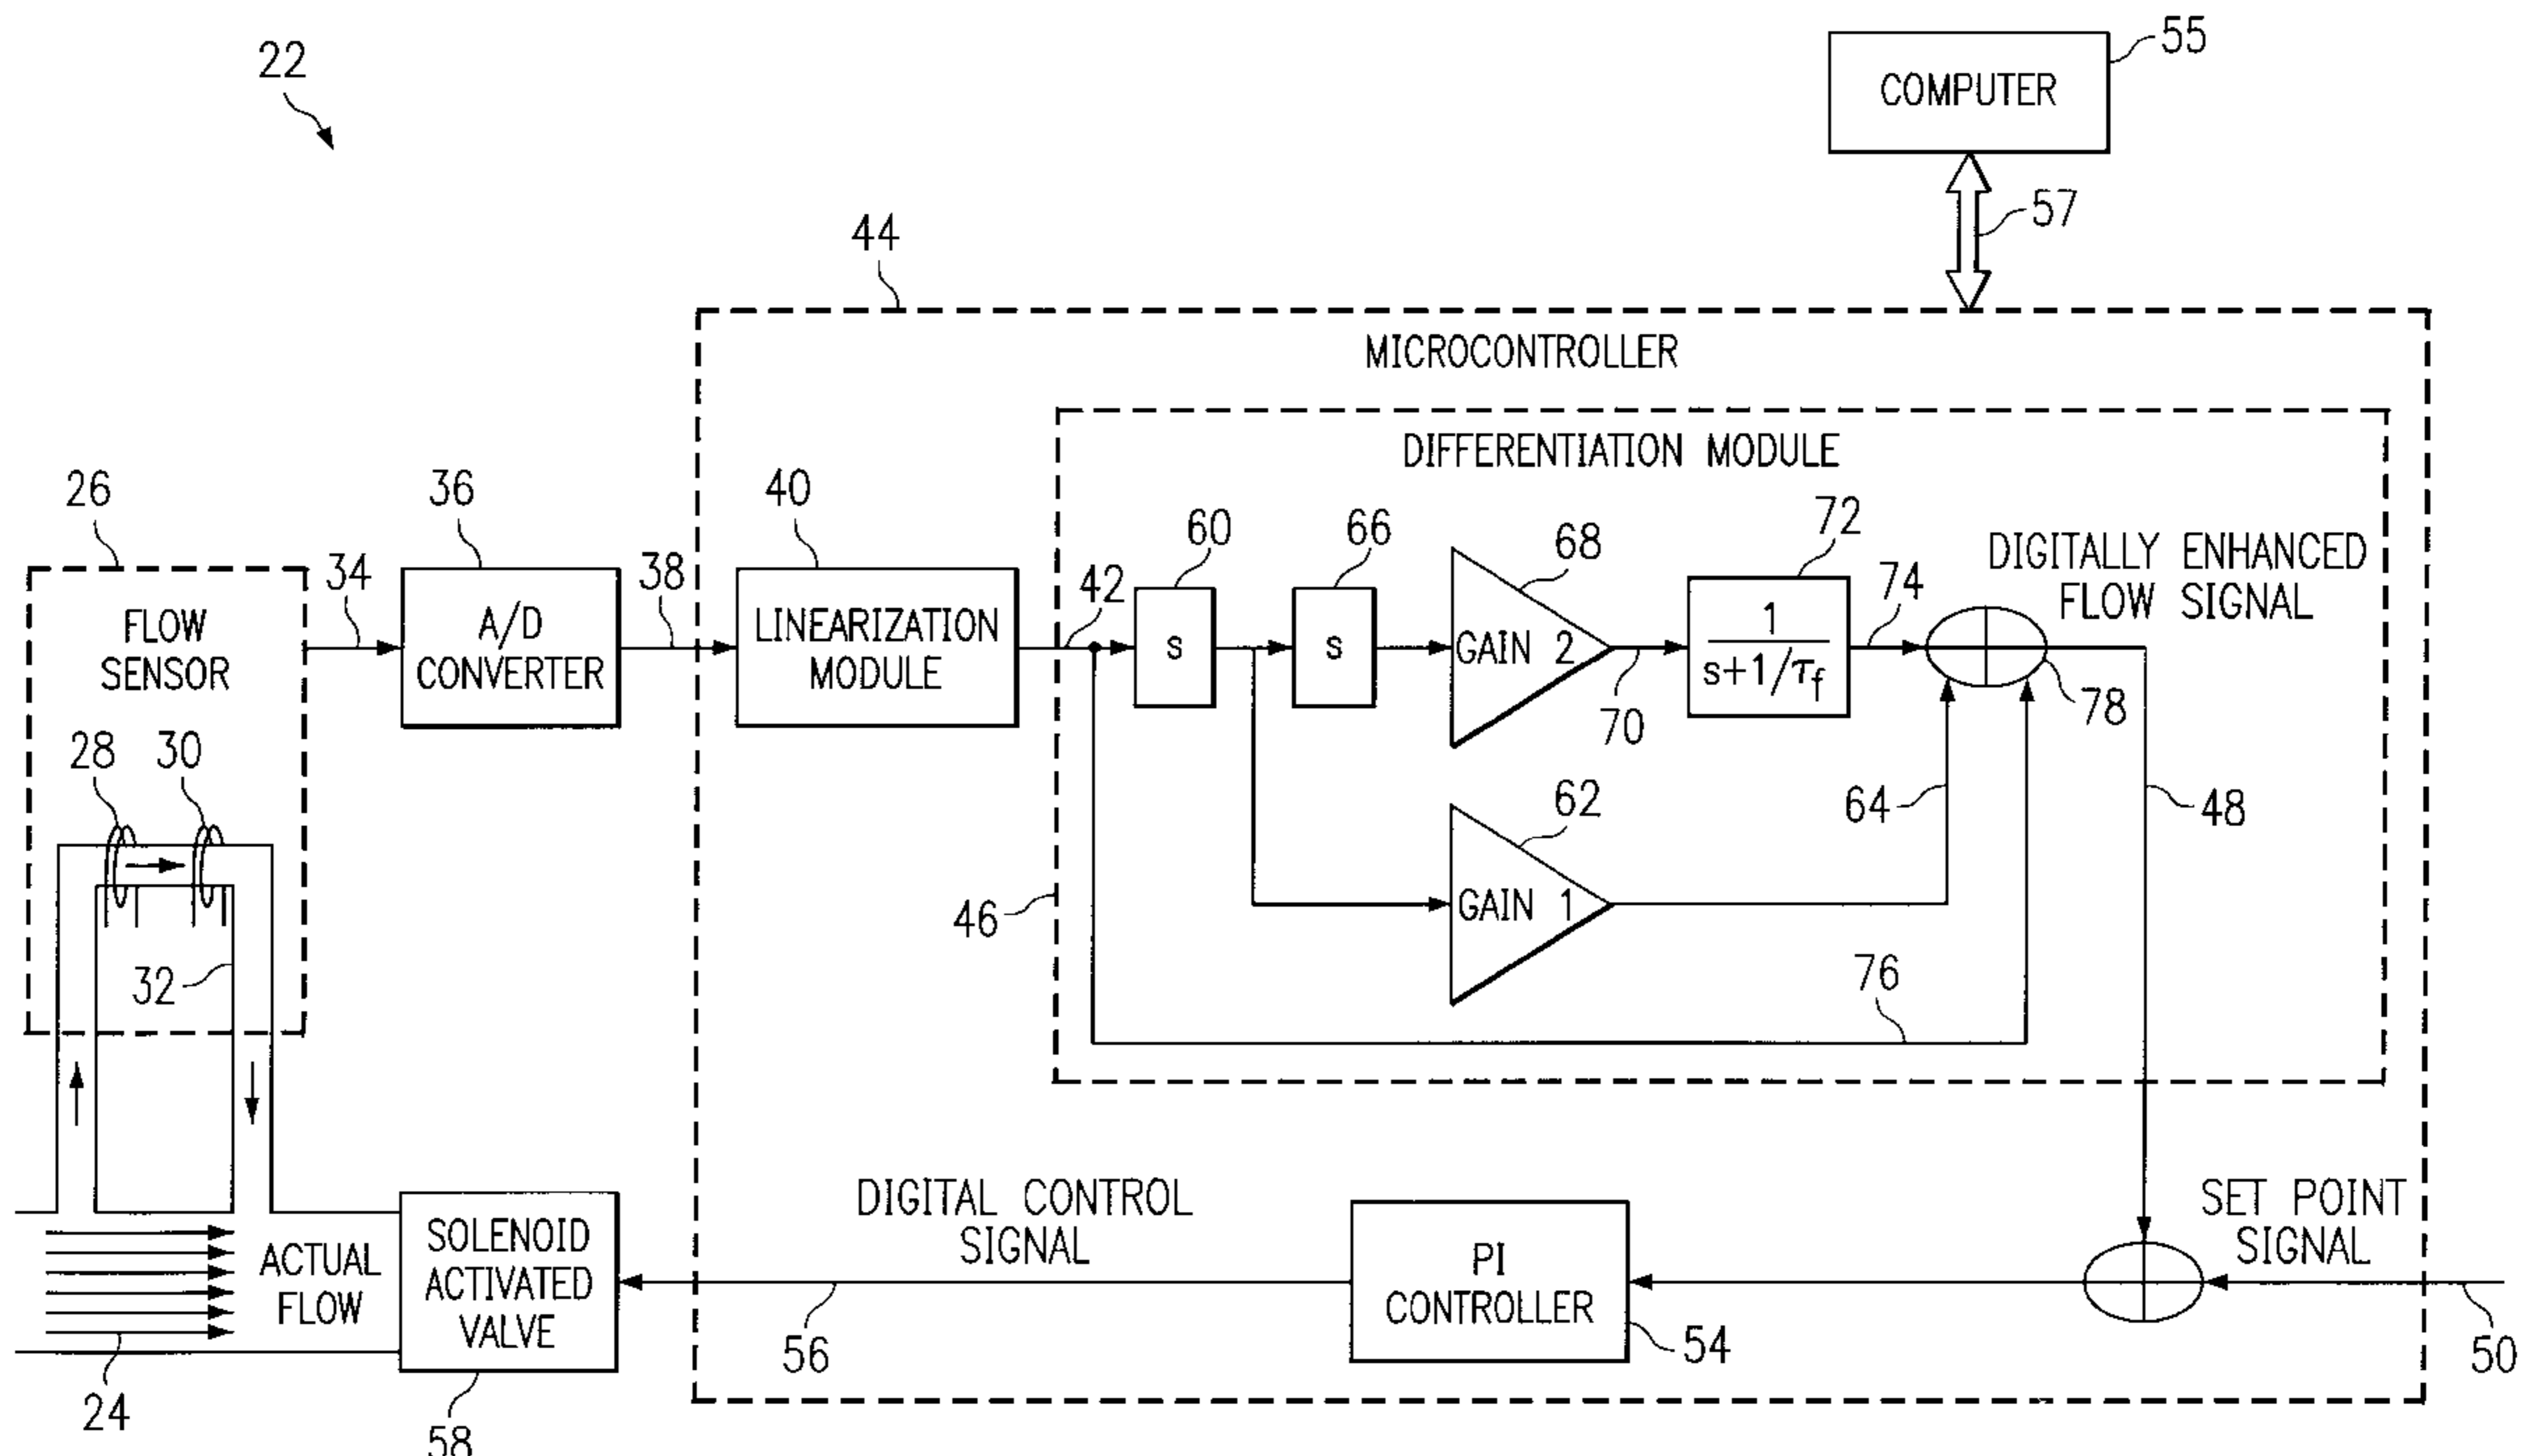 22
COMPUTER
55
57
44
MICROCONTROLLER
DIFFERENTIATION MODULE
26
36
40
60
66
68
72
DIGITALLY ENHANCED
FLOW SIGNAL
FLOW
SENSOR
34
A/D
CONVERTER
38
LINEARIZATION
MODULE
42
s
s
GAIN 2
70
1
s+1/τf
74
78
28
30
32
62
GAIN 1
64
48
46
76
DIGITAL CONTROL
SIGNAL
SET POINT
SIGNAL
ACTUAL
FLOW
SOLENOID
ACTIVATED
VALVE
PI
CONTROLLER
24
58
56
54
50